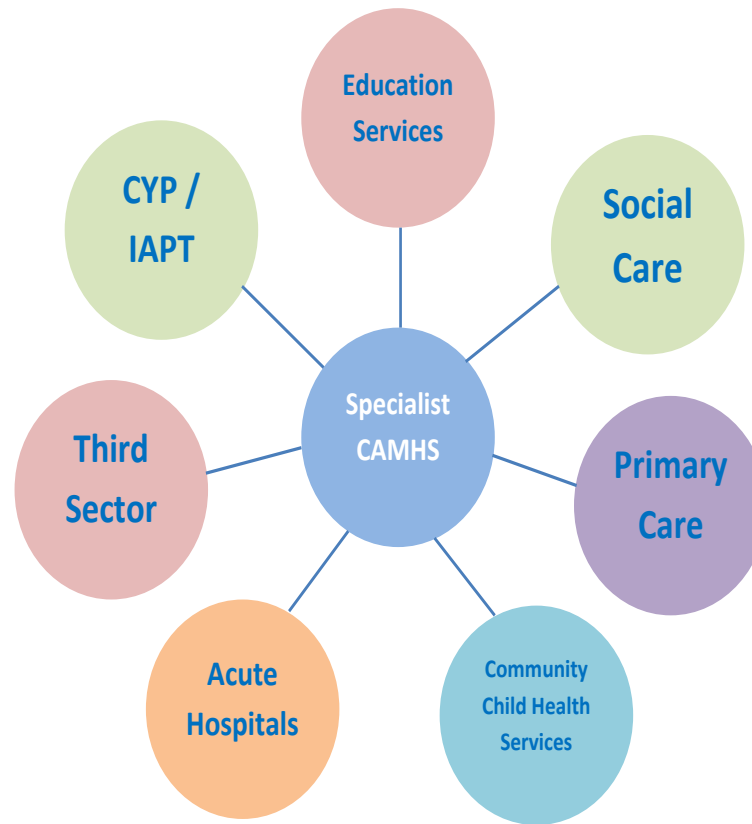 Education
Services
CYP /
IAPT
Social
Care
Specialist
CAMHS
Third
Sector
Primary
Care
Acute
Hospitals
Community
Child Health
Services